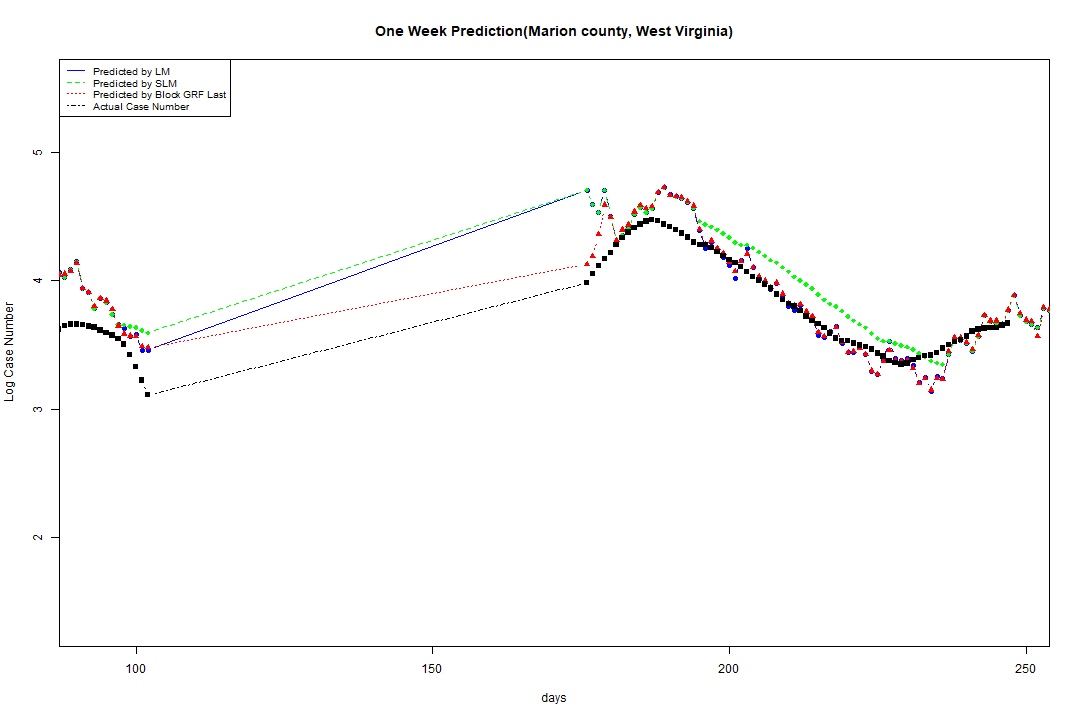 One Week Prediction(Marion county, West Virginia)
Predicted by LM
Predicted by SLM
Predicted by Block GRF Last
Actual Case Number
5
4
3
2
Log Case Number
100 150 200 250
days